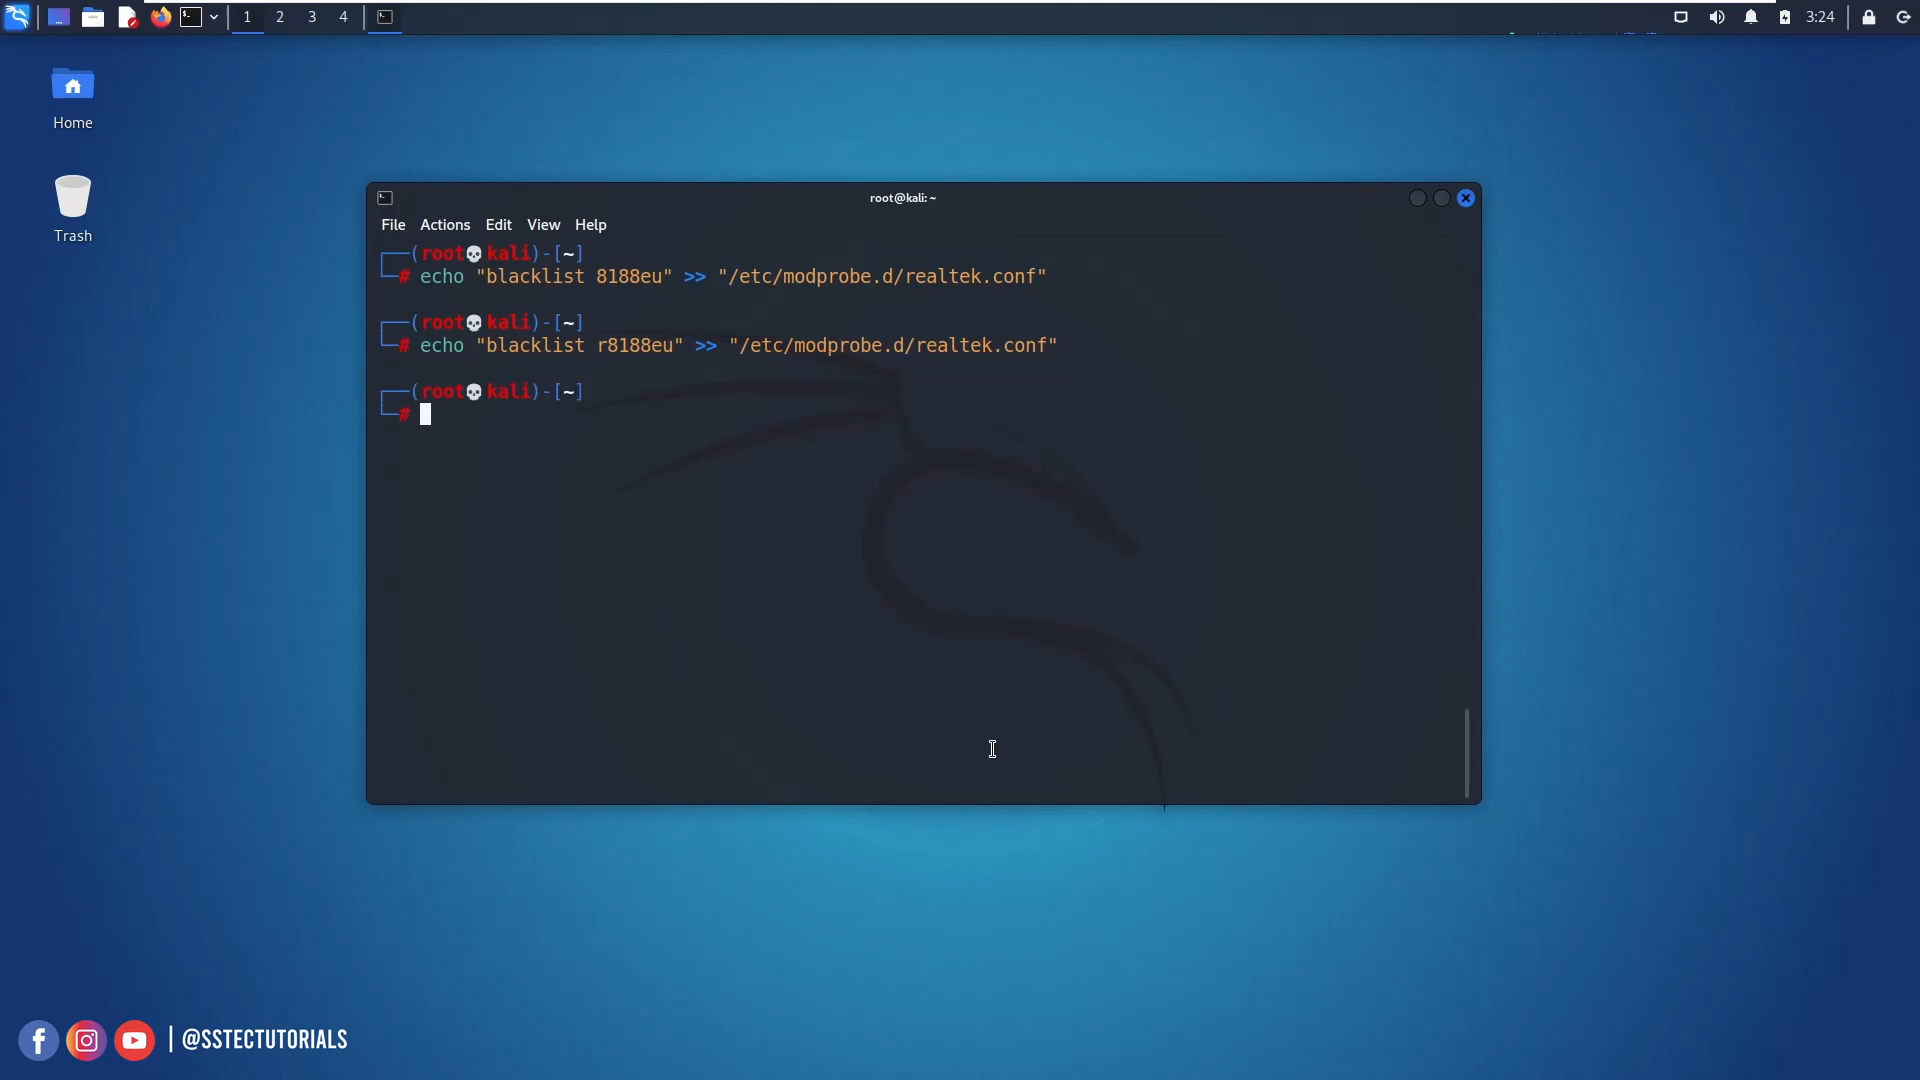 1 2 3 4
3:24
Home
Trash
root@kali: ~
File Actions Edit View Help
┌──(root💀kali)-[~]
└─# echo "blacklist 8188eu" >> "/etc/modprobe.d/realtek.conf"
┌──(root💀kali)-[~]
└─# echo "blacklist r8188eu" >> "/etc/modprobe.d/realtek.conf"
┌──(root💀kali)-[~]
└─#
| @SSTECTUTORIALS